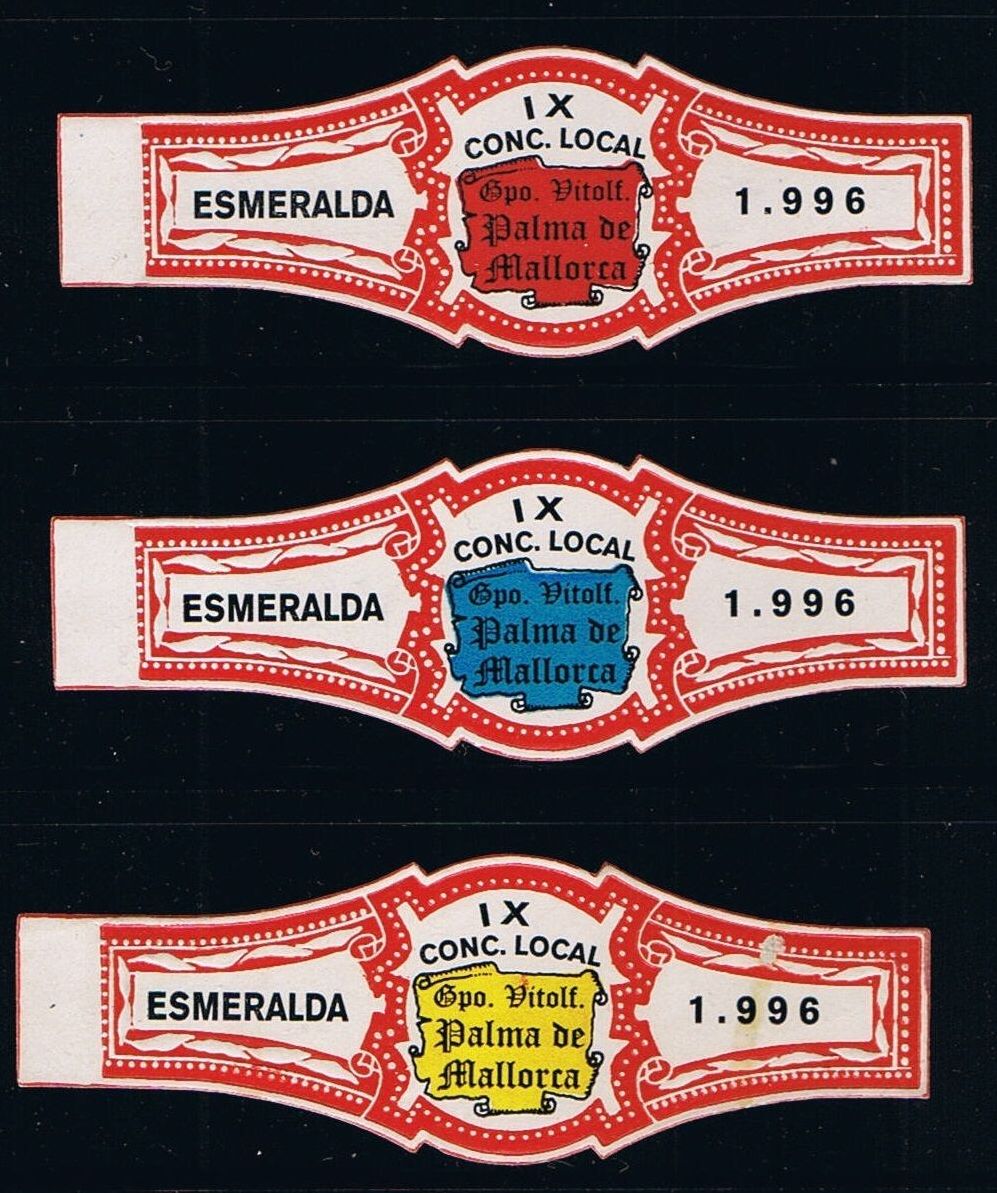 IX
CONC. LOCAL
Gpo. Vitolf.
ESMERALDA
Palma de
1.996
Mallorca
IX
CONC. LOCAL
Gpo. Vitolf.
ESMERALDA
Palma de
1.996
Mallorca
IX
CONC. LOCAL
Gpo. Vitolf.
ESMERALDA
Palma de
1.996
Mallorca